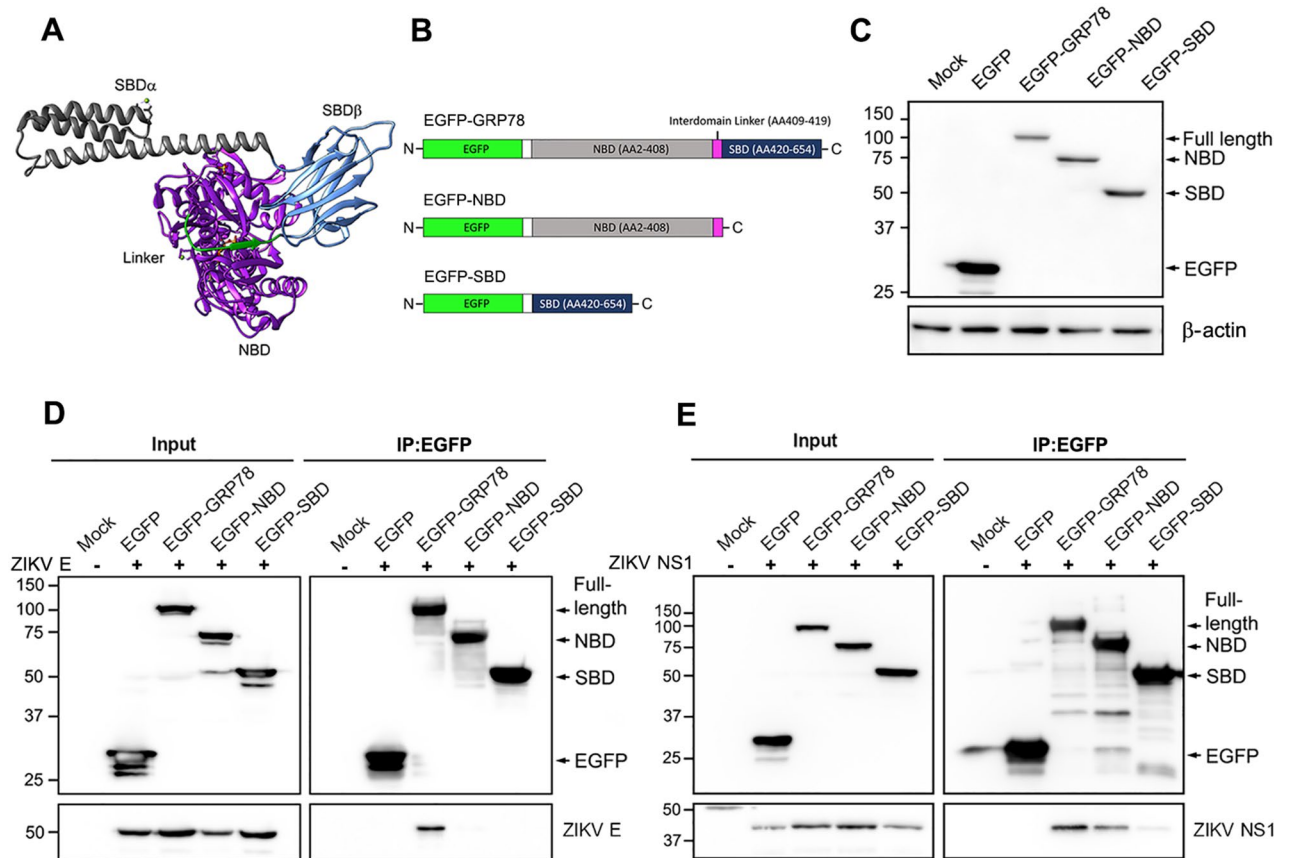 A
SBDα
SBDβ
Linker
NBD
B
EGFP-GRP78
Interdomain Linker (AA409-419)
N EGFP NBD (AA2-408) SBD (AA420-654) C
EGFP-NBD
N EGFP NBD (AA2-408) C
EGFP-SBD
N EGFP SBD (AA420-654) C
C
Mock EGFP EGFP-GRP78 EGFP-NBD EGFP-SBD
150
100
75
50
37
25
Full length
NBD
SBD
EGFP
β-actin
D
Input IP:EGFP
Mock EGFP EGFP-GRP78 EGFP-NBD EGFP-SBD Mock EGFP EGFP-GRP78 EGFP-NBD EGFP-SBD
ZIKV E - + + + + - + + + +
150
100
75
50
37
25
Full-
length
NBD
SBD
EGFP
50
ZIKV E
E
Input IP:EGFP
Mock EGFP EGFP-GRP78 EGFP-NBD EGFP-SBD Mock EGFP EGFP-GRP78 EGFP-NBD EGFP-SBD
ZIKV NS1 - + + + + - + + + +
150
100
75
50
37
25
Full-
length
NBD
SBD
EGFP
50
37
ZIKV NS1